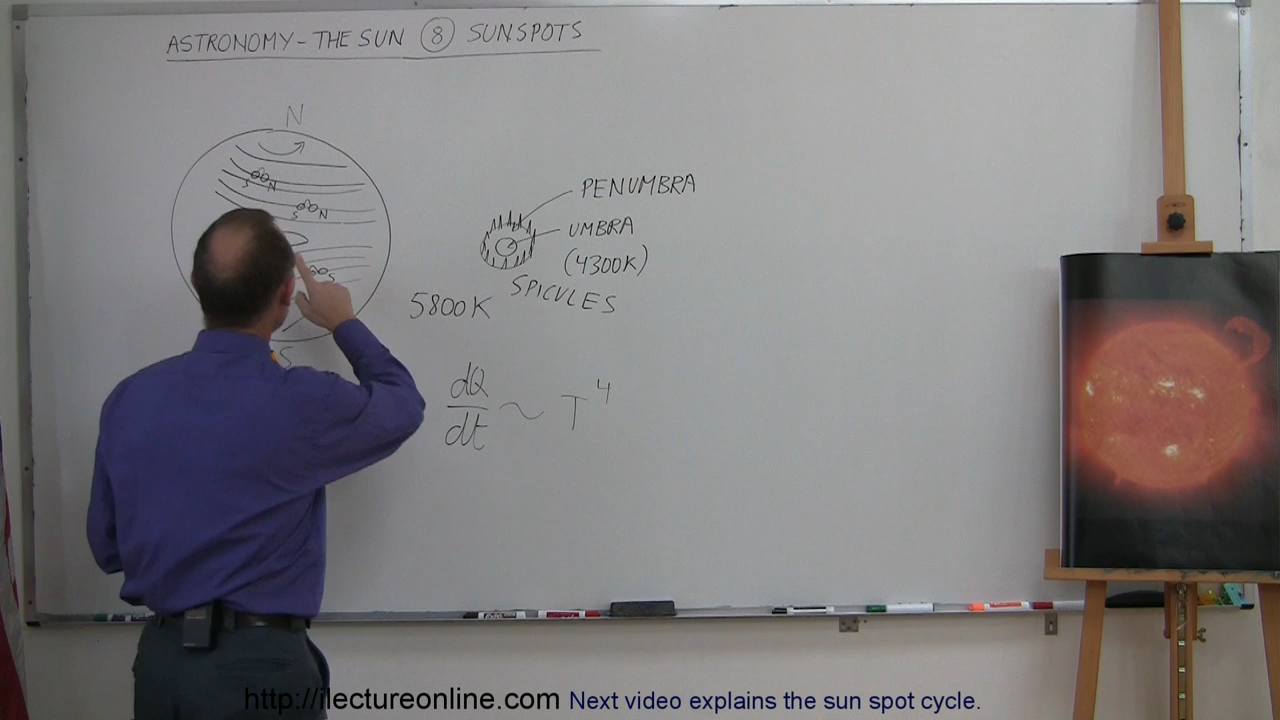 ASTRONOMY - THE SUN 8 SUNSPOTS
N
S N
S N
S
S
PENUMBRA
UMBRA
(4300K)
SPICULES
5800K
dQ
dt ~ T^4
http://ilectureonline.com Next video explains the sun spot cycle.